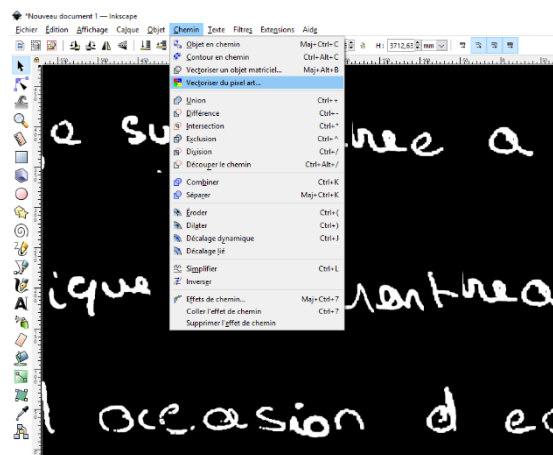 *Nouveau document 1 — Inkscape
Fichier Édition Affichage Calque Objet Chemin Texte Filtres Extensions Aide
H: 3712,63 mm
Objet en chemin Maj+Ctrl+C
Contour en chemin Ctrl+Alt+C
Vectoriser un objet matriciel... Maj+Alt+B
Vectoriser du pixel art...
Union Ctrl++
Différence Ctrl+-
Intersection Ctrl+*
Exclusion Ctrl+^
Division Ctrl+/
Découper le chemin Ctrl+Alt+/
Combiner Ctrl+K
Séparer Maj+Ctrl+K
Éroder Ctrl+(
Dilater Ctrl+)
Décalage dynamique Ctrl+J
Décalage lié
Simplifier Ctrl+L
Inverser
Effets de chemin... Maj+Ctrl+7
Coller l'effet de chemin Ctrl+7
Supprimer l'effet de chemin
a
ique
l occasion d